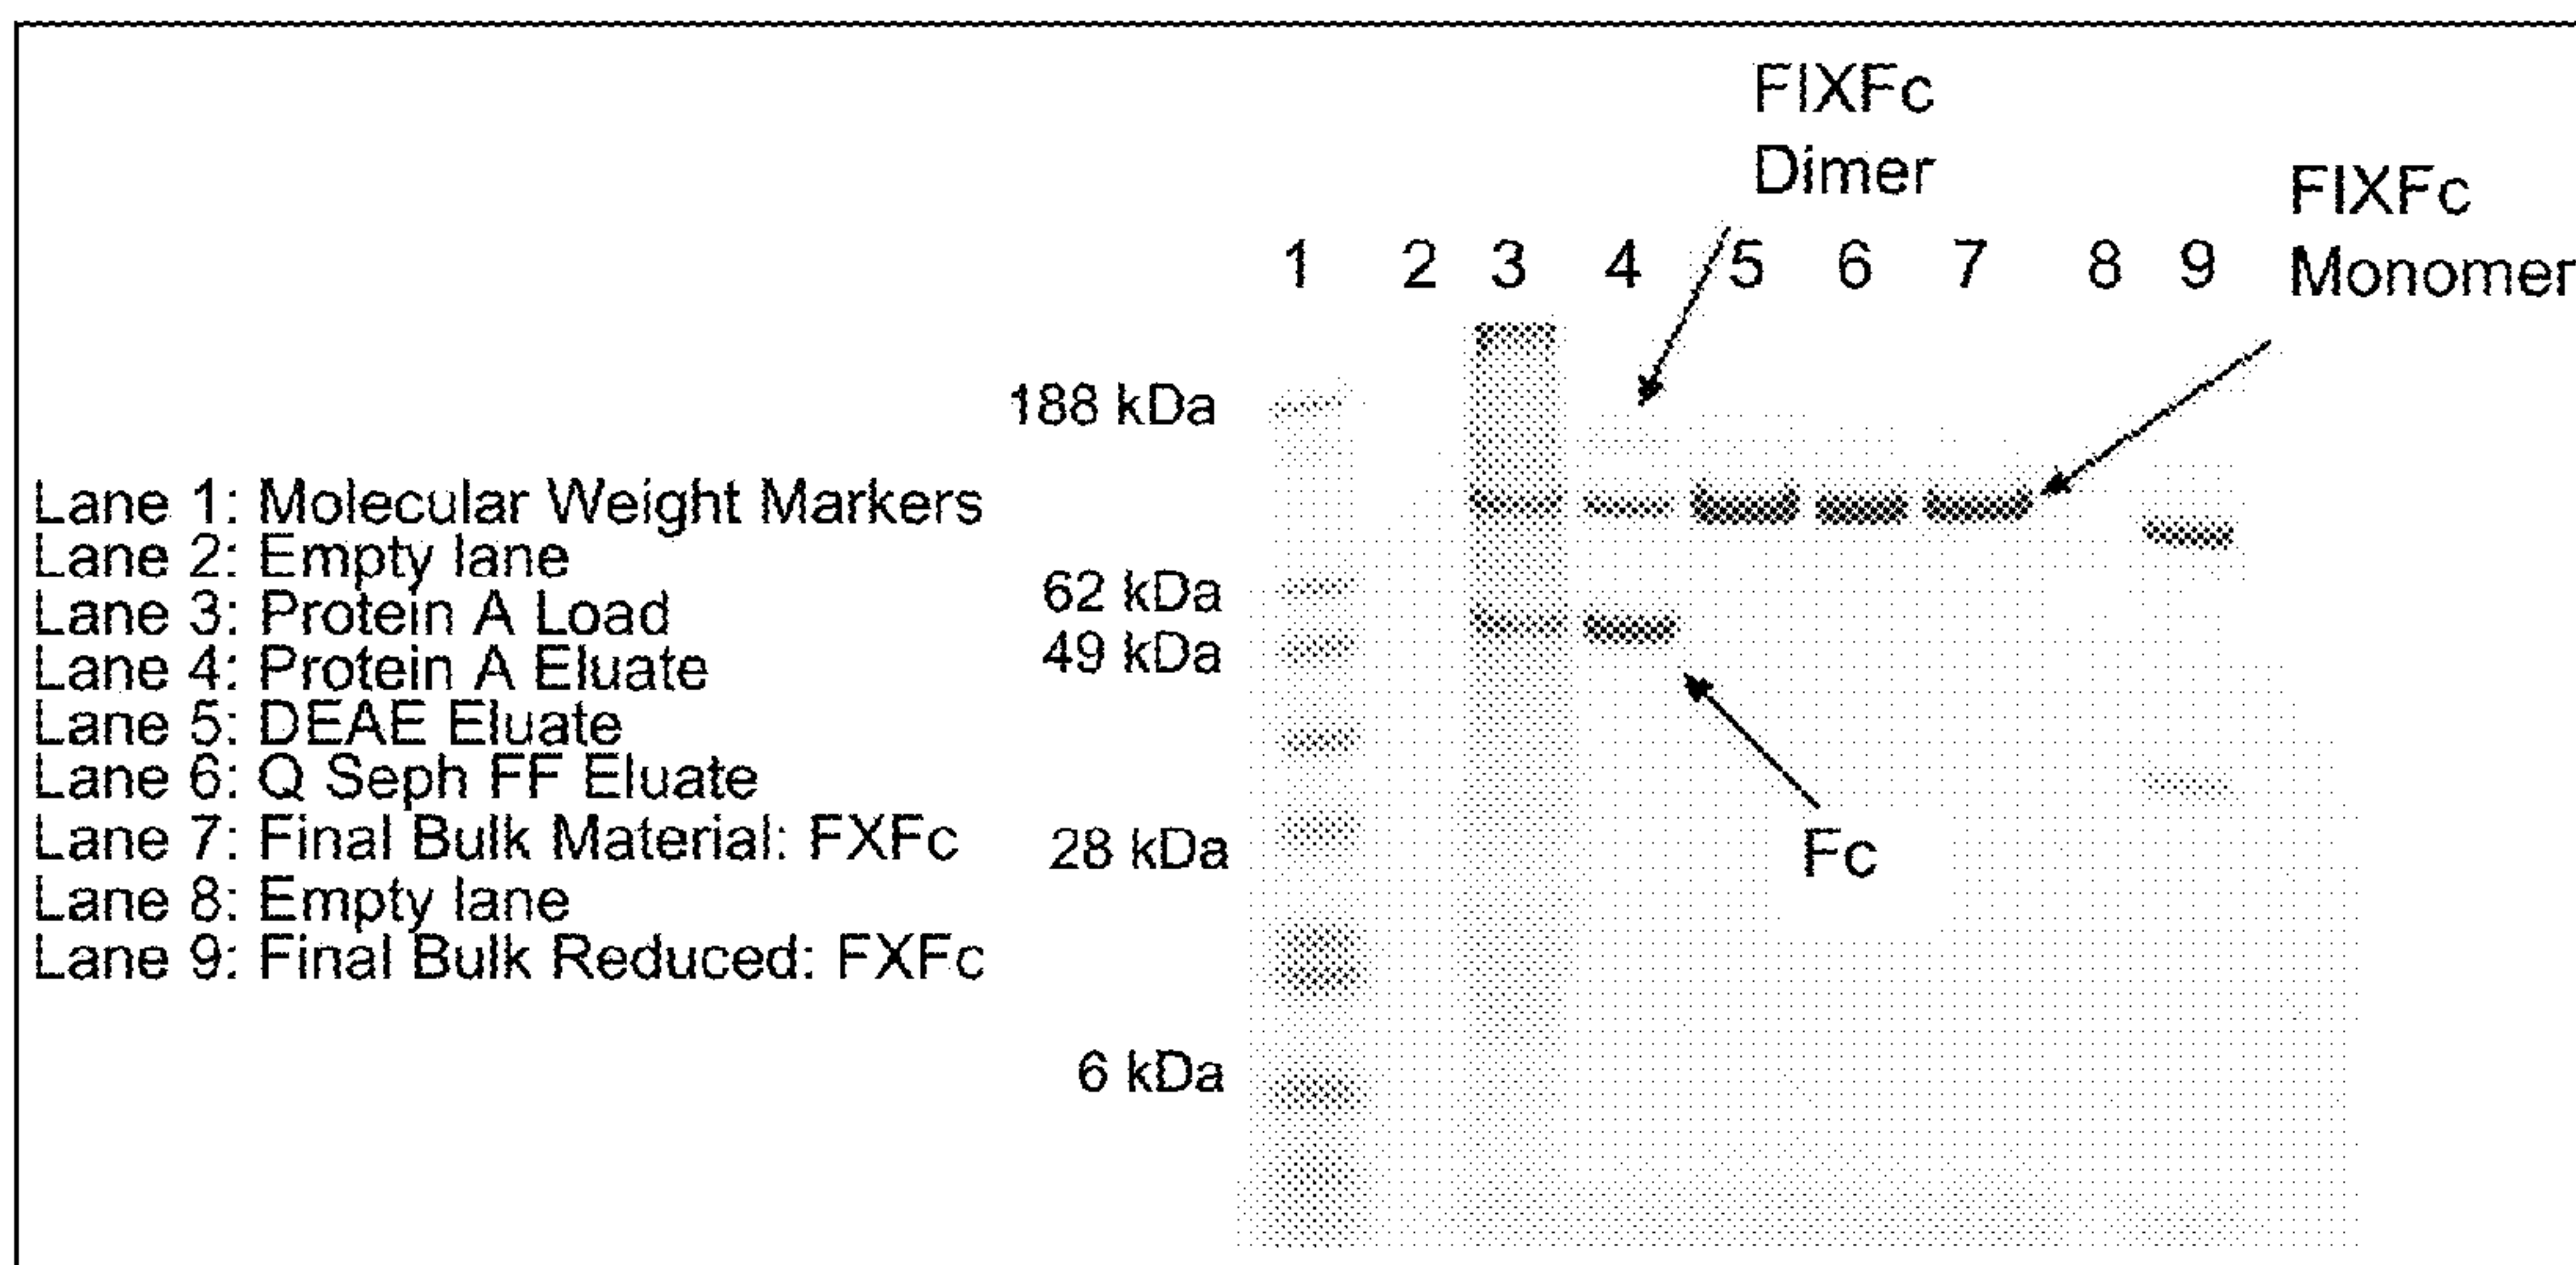 FIXFc
Dimer
FIXFc
Monomer
1 2 3 4 5 6 7 8 9
188 kDa
Lane 1: Molecular Weight Markers
Lane 2: Empty lane
Lane 3: Protein A Load
Lane 4: Protein A Eluate
Lane 5: DEAE Eluate
Lane 6: Q Seph FF Eluate
Lane 7: Final Bulk Material: FXFc
Lane 8: Empty lane
Lane 9: Final Bulk Reduced: FXFc
62 kDa
49 kDa
28 kDa
Fc
6 kDa